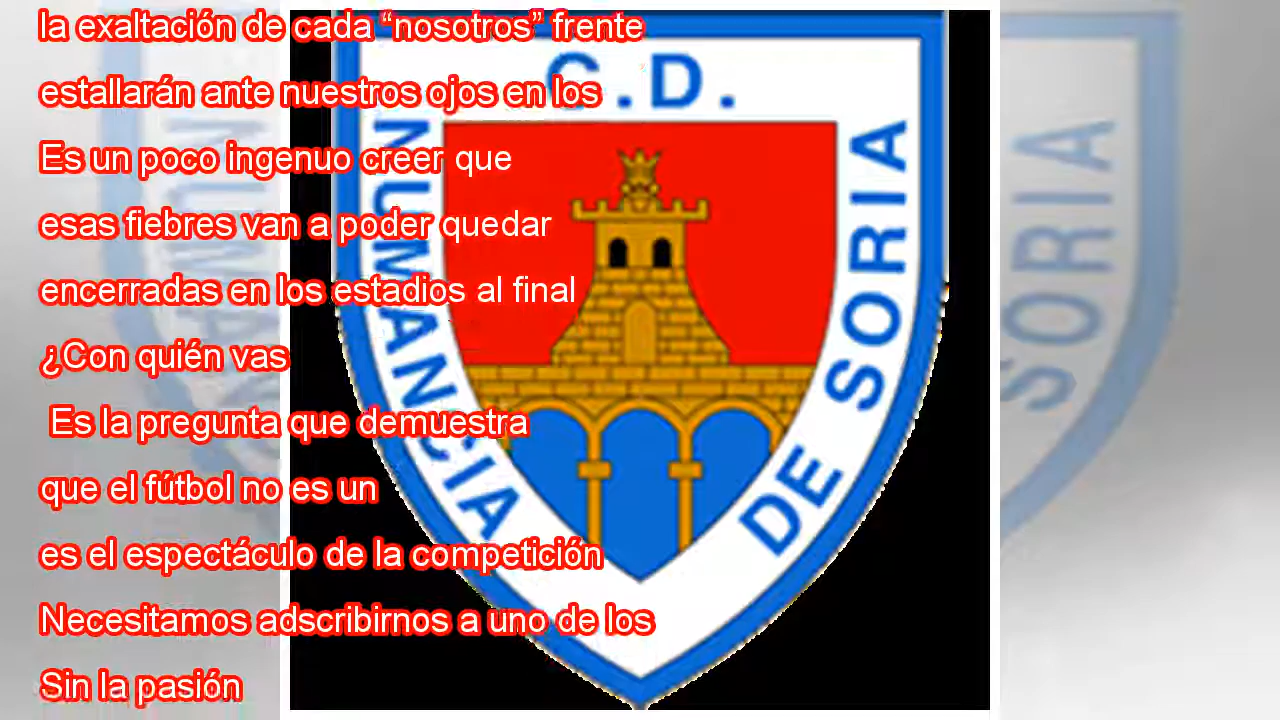 la exaltación de cada “nosotros” frente
estallarán ante nuestros ojos en los
Es un poco ingenuo creer que
esas fiebres van a poder quedar
encerradas en los estadios al final
¿Con quién vas
Es la pregunta que demuestra
que el fútbol no es un
es el espectáculo de la competición
Necesitamos adscribirnos a uno de los
Sin la pasión
C.D.
NUMANCIA
DE SORIA
SORIA